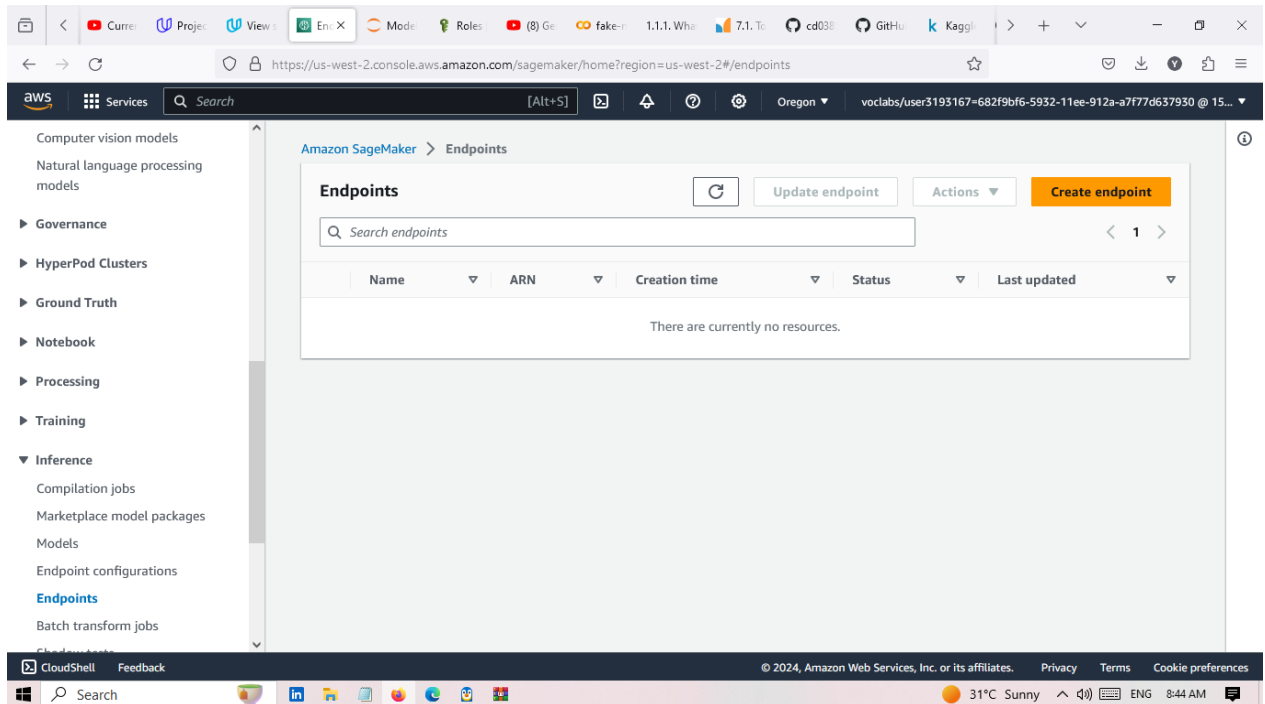 Curre Projec View s Enc Mode Roles (8) Ge fake-r 1.1.1. Wha 7.1. To cd038 GitHu Kaggl
https://us-west-2.console.aws.amazon.com/sagemaker/home?region=us-west-2#/endpoints
aws Services Search [Alt+S] Oregon ▼ voclabs/user3193167=682f9bf6-5932-11ee-912a-a7f77d637930 @ 15... ▼
Computer vision models
Natural language processing
models
Governance
HyperPod Clusters
Ground Truth
Notebook
Processing
Training
Inference
Compilation jobs
Marketplace model packages
Models
Endpoint configurations
Endpoints
Batch transform jobs
Amazon SageMaker > Endpoints
Endpoints Update endpoint Actions ▼ Create endpoint
Search endpoints < 1 >
Name ARN Creation time Status Last updated
There are currently no resources.
CloudShell Feedback © 2024, Amazon Web Services, Inc. or its affiliates. Privacy Terms Cookie preferences
Search 31°C Sunny ENG 8:44 AM